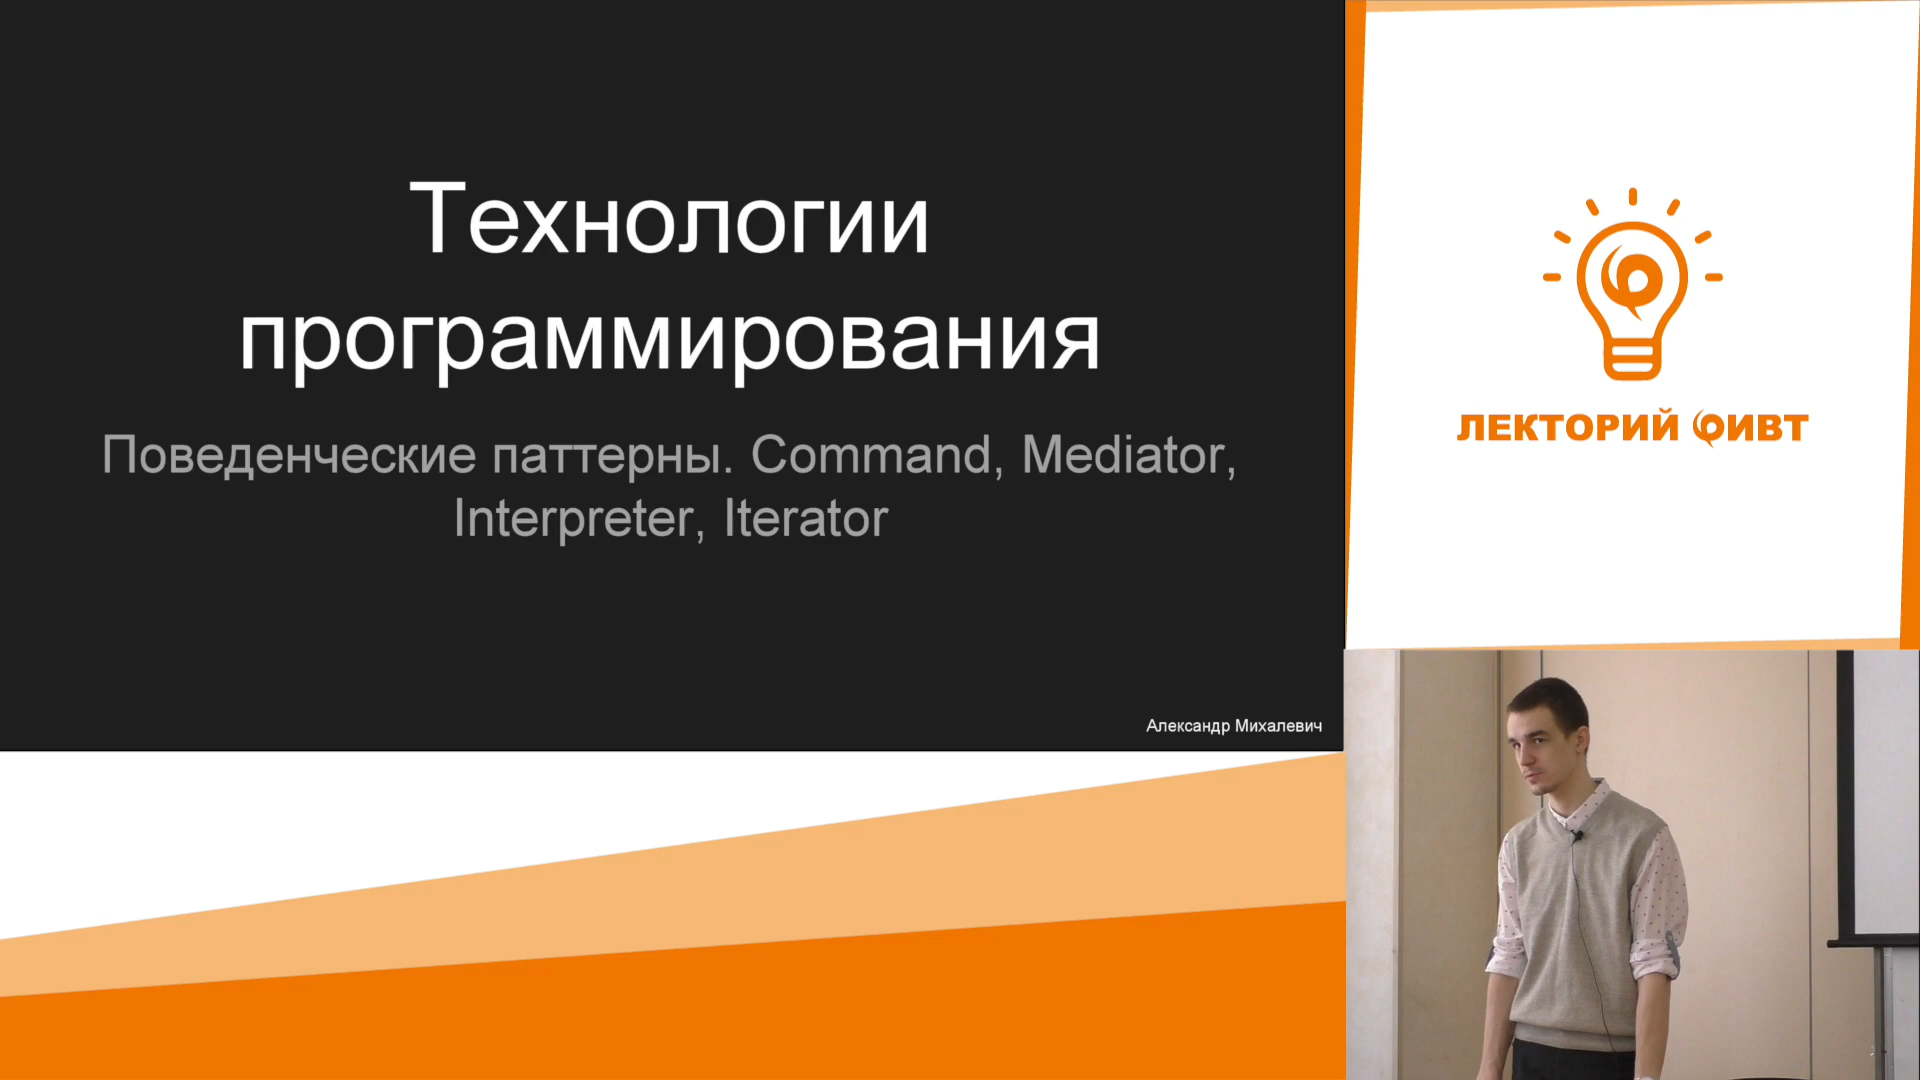 Технологии
программирования
Поведенческие паттерны. Command, Mediator,
Interpreter, Iterator
Александр Михалевич
ЛЕКТОРИЙ ФИВТ